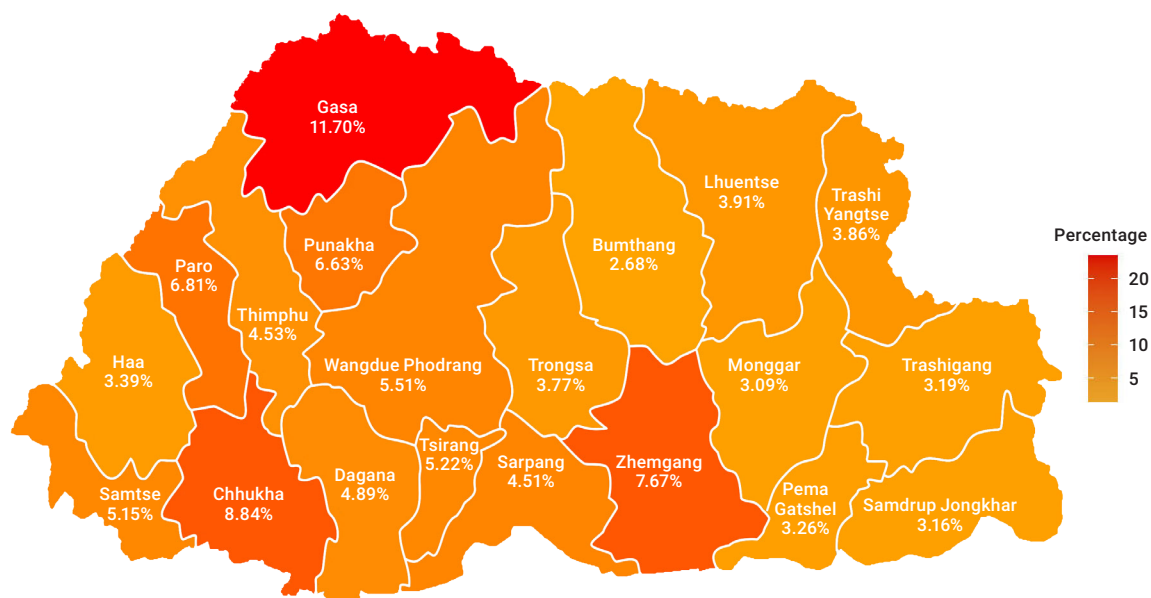 Gasa
11.70%
Punakha
6.63%
Paro
6.81%
Thimphu
4.53%
Haa
3.39%
Wangdue Phodrang
5.51%
Trongsa
3.77%
Bumthang
2.68%
Lhuentse
3.91%
Trashi
Yangtse
3.86%
Monggar
3.09%
Trashigang
3.19%
Samtse
5.15%
Chhukha
8.84%
Dagana
4.89%
Tsirang
5.22%
Sarpang
4.51%
Zhemgang
7.67%
Pema
Gatshel
3.26%
Samdrup Jongkhar
3.16%
Percentage
20
10
5